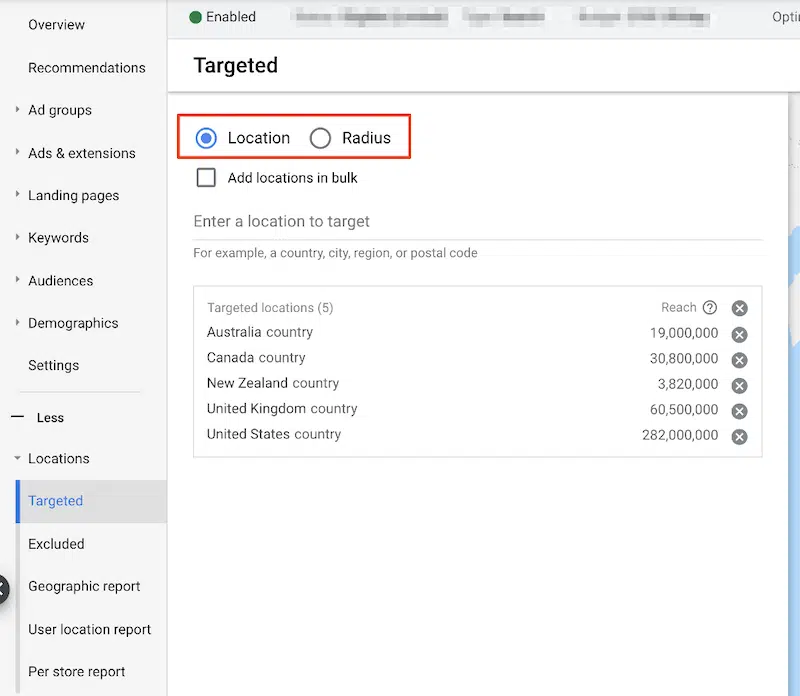 Overview
Recommendations
Ad groups
Ads & extensions
Landing pages
Keywords
Audiences
Demographics
Settings
Less
Locations
Targeted
Excluded
Geographic report
User location report
Per store report
Enabled
Targeted
Location Radius
Add locations in bulk
Enter a location to target
For example, a country, city, region, or postal code
Targeted locations (5) Reach
Australia country 19,000,000
Canada country 30,800,000
New Zealand country 3,820,000
United Kingdom country 60,500,000
United States country 282,000,000